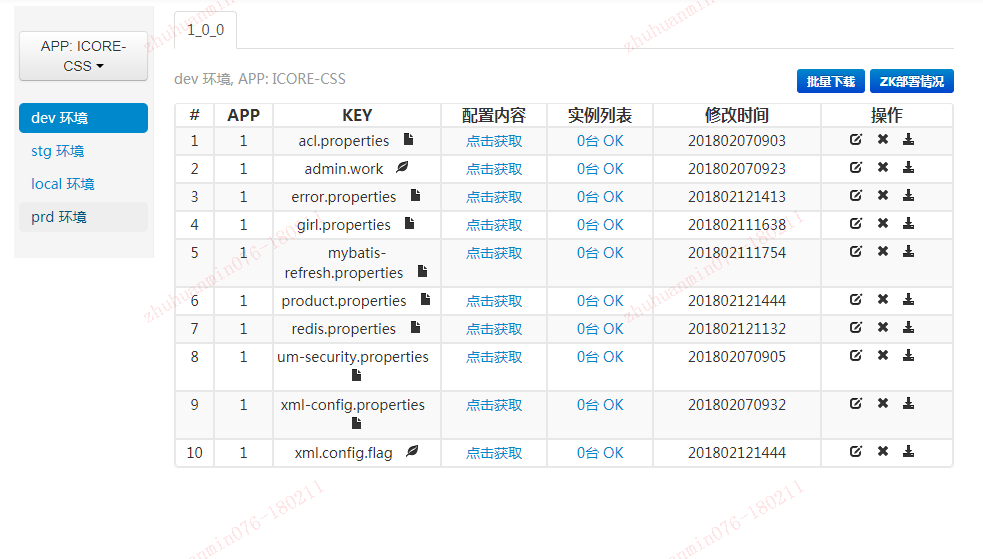 1_0_0
APP: ICORE-
CSS
dev 环境
stg 环境
local 环境
prd 环境
dev 环境, APP: ICORE-CSS
批量下载 ZK部署情况
# APP KEY 配置内容 实例列表 修改时间 操作
1 1 acl.properties 点击获取 0台 OK 201802070903
2 1 admin.work 点击获取 0台 OK 201802070923
3 1 error.properties 点击获取 0台 OK 201802121413
4 1 girl.properties 点击获取 0台 OK 201802111638
5 1 mybatis- 点击获取 0台 OK 201802111754
refresh.properties
6 1 product.properties 点击获取 0台 OK 201802121444
7 1 redis.properties 点击获取 0台 OK 201802121132
8 1 um-security.properties 点击获取 0台 OK 201802070905
9 1 xml-config.properties 点击获取 0台 OK 201802070932
10 1 xml.config.flag 点击获取 0台 OK 201802121444
zhuhuanmin076-180211